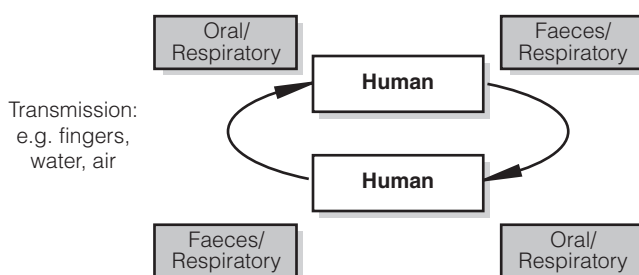 Oral/
Respiratory
Faeces/
Respiratory
Human
Transmission:
e.g. fingers,
water, air
Human
Faeces/
Respiratory
Oral/
Respiratory